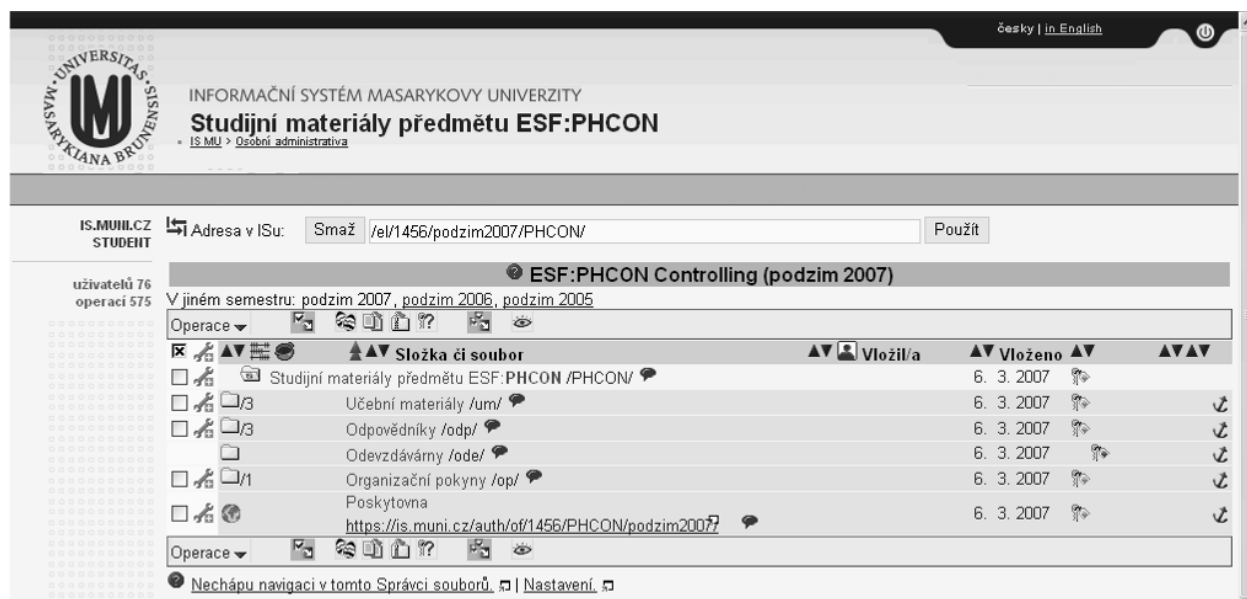 česky | in English
UNIVERSITAS MASARYKIANA BRUNENSIS
INFORMAČNÍ SYSTÉM MASARYKOVY UNIVERZITY
Studijní materiály předmětu ESF:PHCON
IS MU > Osobní administrativa
IS.MUNI.CZ
STUDENT
Adresa v ISu: Smaž /el/1456/podzim2007/PHCON/ Použít
uživatelů 76
operací 575
ESF:PHCON Controlling (podzim 2007)
V jiném semestru: podzim 2007, podzim 2006, podzim 2005
Operace
Složka či soubor Vložil/a Vloženo
Studijní materiály předmětu ESF:PHCON /PHCON/ 6. 3. 2007
/3 Učební materiály /um/ 6. 3. 2007
/3 Odpovědníky /odp/ 6. 3. 2007
Odevzdávárny /ode/ 6. 3. 2007
/1 Organizační pokyny /op/ 6. 3. 2007
Poskytovna
https://is.muni.cz/auth/of/1456/PHCON/podzim2007/ 6. 3. 2007
Operace
Nechápu navigaci v tomto Správci souborů. | Nastavení.